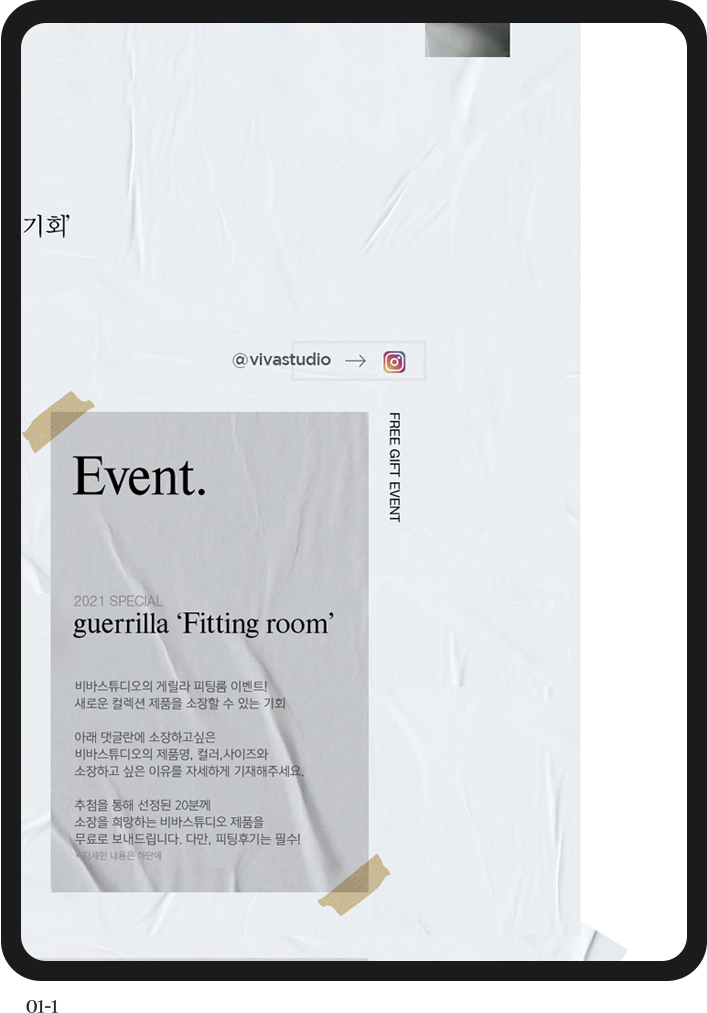 기회’
@vivastudio →
FREE GIFT EVENT
Event.
2021 SPECIAL
guerrilla ‘Fitting room’
비바스튜디오의 게릴라 피팅룸 이벤트!
새로운 컬렉션 제품을 소장할 수 있는 기회
아래 댓글란에 소장하고싶은
비바스튜디오의 제품명, 컬러,사이즈와
소장하고 싶은 이유를 자세하게 기재해주세요.
추첨을 통해 선정된 20분께
소장을 희망하는 비바스튜디오 제품을
무료로 보내드립니다. 다만, 피팅후기는 필수!
*자세한 내용은 하단에
01-1